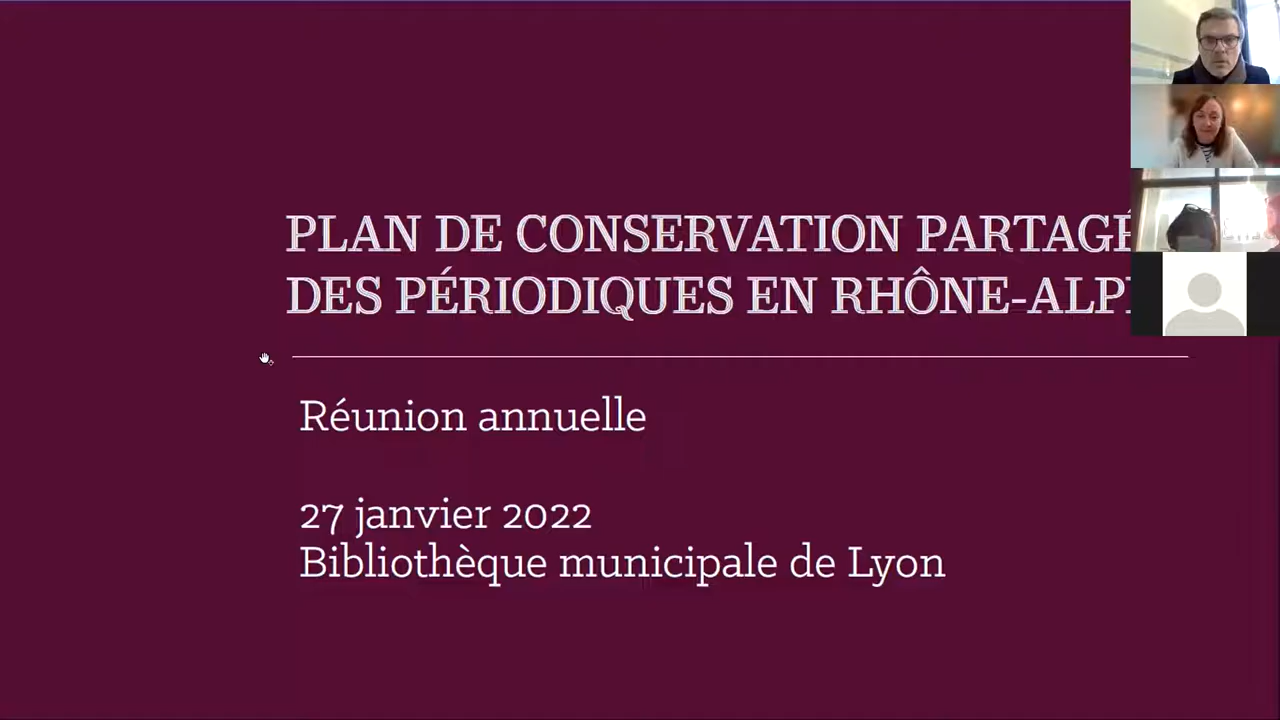 PLAN DE CONSERVATION PARTAGÉ
DES PÉRIODIQUES EN RHÔNE-ALP
Réunion annuelle
27 janvier 2022
Bibliothèque municipale de Lyon